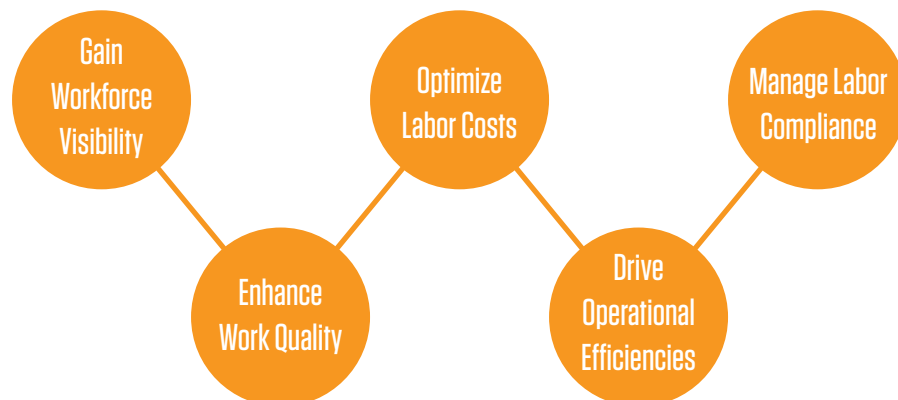 Gain
Workforce
Visibility
Enhance
Work Quality
Optimize
Labor Costs
Drive
Operational
Efficiencies
Manage Labor
Compliance